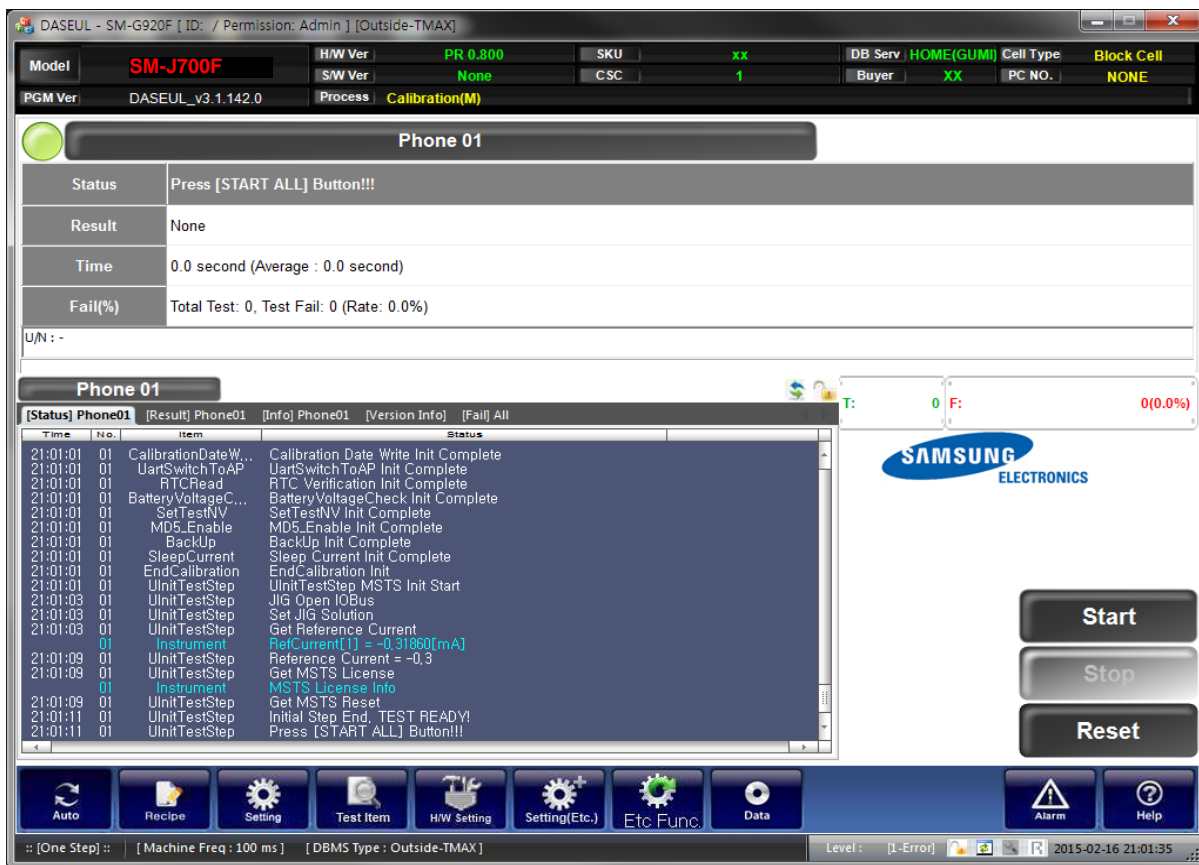 DASEUL - SM-G920F [ ID:  / Permission: Admin ] [Outside-TMAX]
Model SM-J700F H/W Ver PR 0.800 SKU xx DB Serv HOME(GUMI) Cell Type Block Cell
S/W Ver None CSC 1 Buyer XX PC NO. NONE
PGM Ver DASEUL_v3.1.142.0 Process Calibration(M)
Phone 01
Status Press [START ALL] Button!!!
Result None
Time 0.0 second (Average : 0.0 second)
Fail(%) Total Test: 0, Test Fail: 0 (Rate: 0.0%)
U/N : -
Phone 01
T: 0 F: 0(0.0%)
[Status] Phone01 [Result] Phone01 [Info] Phone01 [Version Info] [Fail] All
Time No. Item Status
21:01:01 01 CalibrationDateW... Calibration Date Write Init Complete
21:01:01 01 UartSwitchToAP UartSwitchToAP Init Complete
21:01:01 01 RTCRead RTC Verification Init Complete
21:01:01 01 BatteryVoltageC... BatteryVoltageCheck Init Complete
21:01:01 01 SetTestNV SetTestNV Init Complete
21:01:01 01 MD5_Enable MD5_Enable Init Complete
21:01:01 01 BackUp BackUp Init Complete
21:01:01 01 SleepCurrent Sleep Current Init Complete
21:01:01 01 EndCalibration EndCalibration Init
21:01:01 01 UInitTestStep UInitTestStep MSTS Init Start
21:01:03 01 UInitTestStep JIG Open IOBus
21:01:03 01 UInitTestStep Set JIG Solution
21:01:03 01 UInitTestStep Get Reference Current
01 Instrument RefCurrent[1] = -0.31860[mA]
21:01:09 01 UInitTestStep Reference Current = -0.3
21:01:09 01 UInitTestStep Get MSTS License
01 Instrument MSTS License Info
21:01:09 01 UInitTestStep Get MSTS Reset
21:01:11 01 UInitTestStep Initial Step End, TEST READY!
21:01:11 01 UInitTestStep Press [START ALL] Button!!!
SAMSUNG
ELECTRONICS
Start
Stop
Reset
Auto Recipe Setting Test Item H/W Setting Setting(Etc.) Etc Func. Data Alarm Help
:: [One Step] :: [ Machine Freq : 100 ms ] [ DBMS Type : Outside-TMAX ] Level : [1-Error] R 2015-02-16 21:01:35